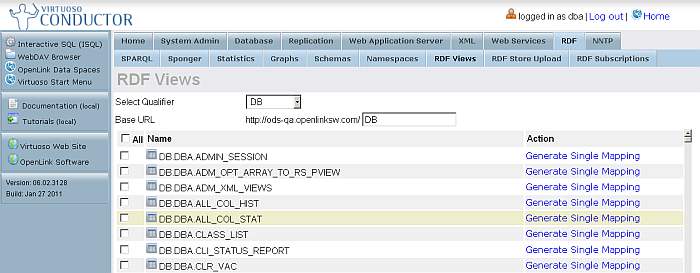 VIRTUOSO
CONDUCTOR
logged in as dba | Log out | Home
Interactive SQL (ISQL)
WebDAV Browser
OpenLink Data Spaces
Virtuoso Start Menu
Documentation (local)
Tutorials (local)
Virtuoso Web Site
OpenLink Software
Version: 06.02.3128
Build: Jan 27 2011
Home System Admin Database Replication Web Application Server XML Web Services RDF NNTP
SPARQL Sponger Statistics Graphs Schemas Namespaces RDF Views RDF Store Upload RDF Subscriptions
RDF Views
Select Qualifier DB
Base URL http://ods-qa.openlinksw.com/ DB
All Name Action
DB.DBA.ADMIN_SESSION Generate Single Mapping
DB.DBA.ADM_OPT_ARRAY_TO_RS_PVIEW Generate Single Mapping
DB.DBA.ADM_XML_VIEWS Generate Single Mapping
DB.DBA.ALL_COL_HIST Generate Single Mapping
DB.DBA.ALL_COL_STAT Generate Single Mapping
DB.DBA.CLASS_LIST Generate Single Mapping
DB.DBA.CLI_STATUS_REPORT Generate Single Mapping
DB.DBA.CLR_VAC Generate Single Mapping